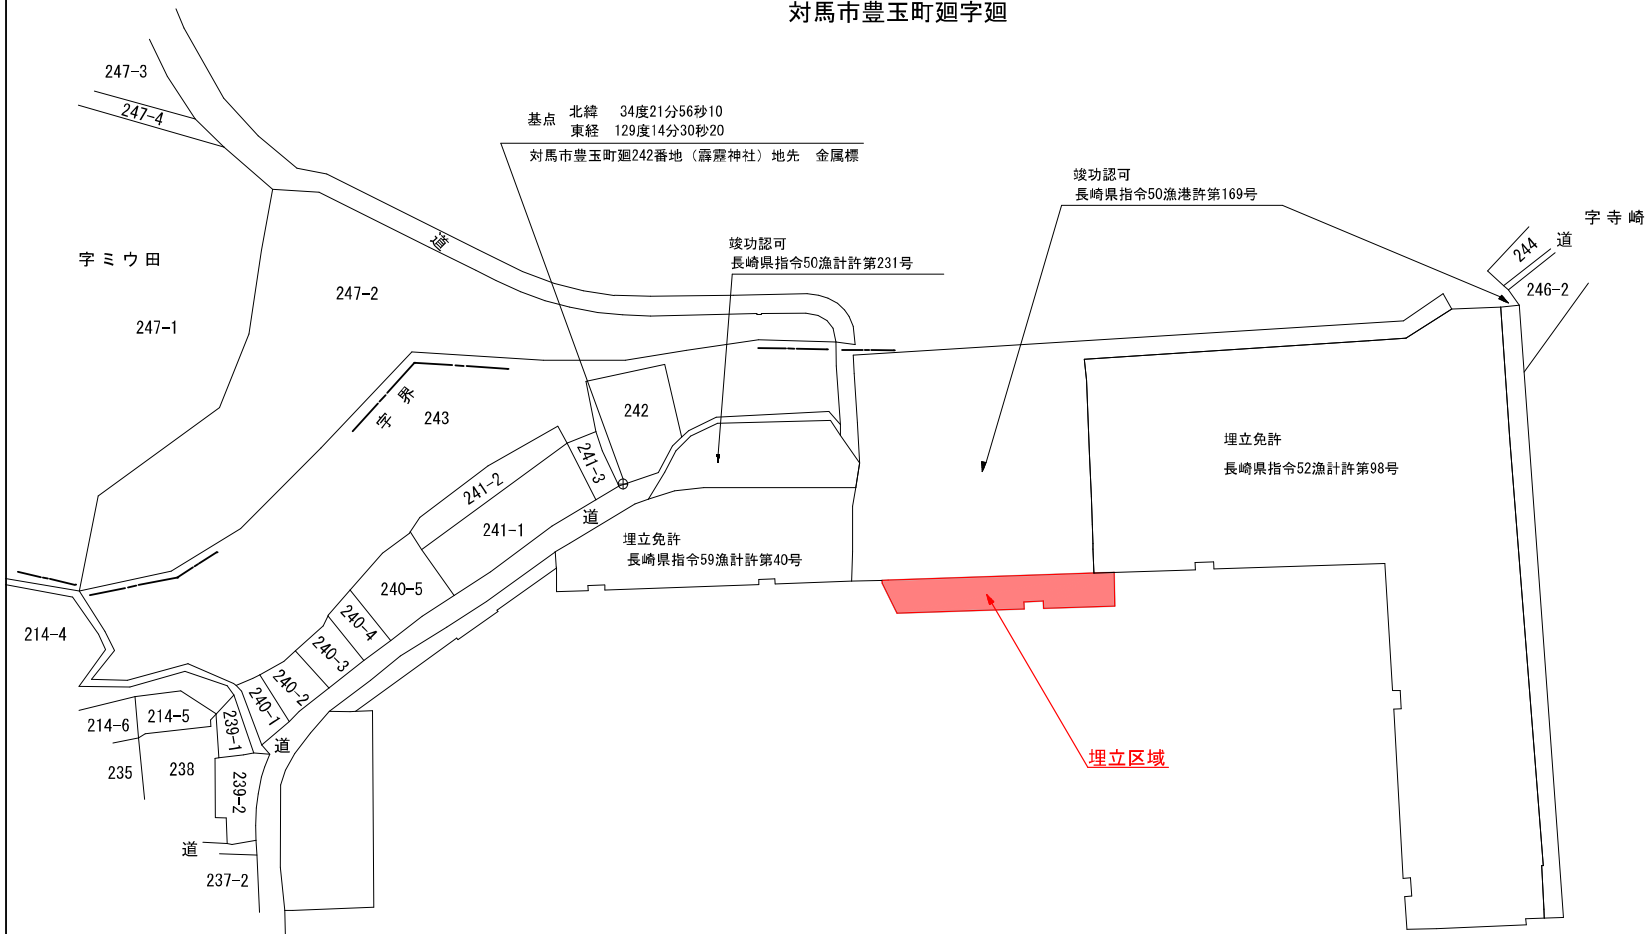 対馬市豊玉町廻字廻
247-3
247-4
基点 北緯 34度21分56秒10
東経 129度14分30秒20
対馬市豊玉町廻242番地（霹靂神社）地先 金属標
竣功認可
長崎県指令50漁港許第169号
字寺崎
道
244
246-2
道
竣功認可
長崎県指令50漁計許第231号
字ミウ田
247-2
247-1
字界
243
242
241-3
241-2
241-1
道
埋立免許
長崎県指令52漁計許第98号
埋立免許
長崎県指令59漁計許第40号
240-5
240-4
240-3
240-2
240-1
214-4
214-6
214-5
239-1
道
235
238
239-2
道
237-2
埋立区域